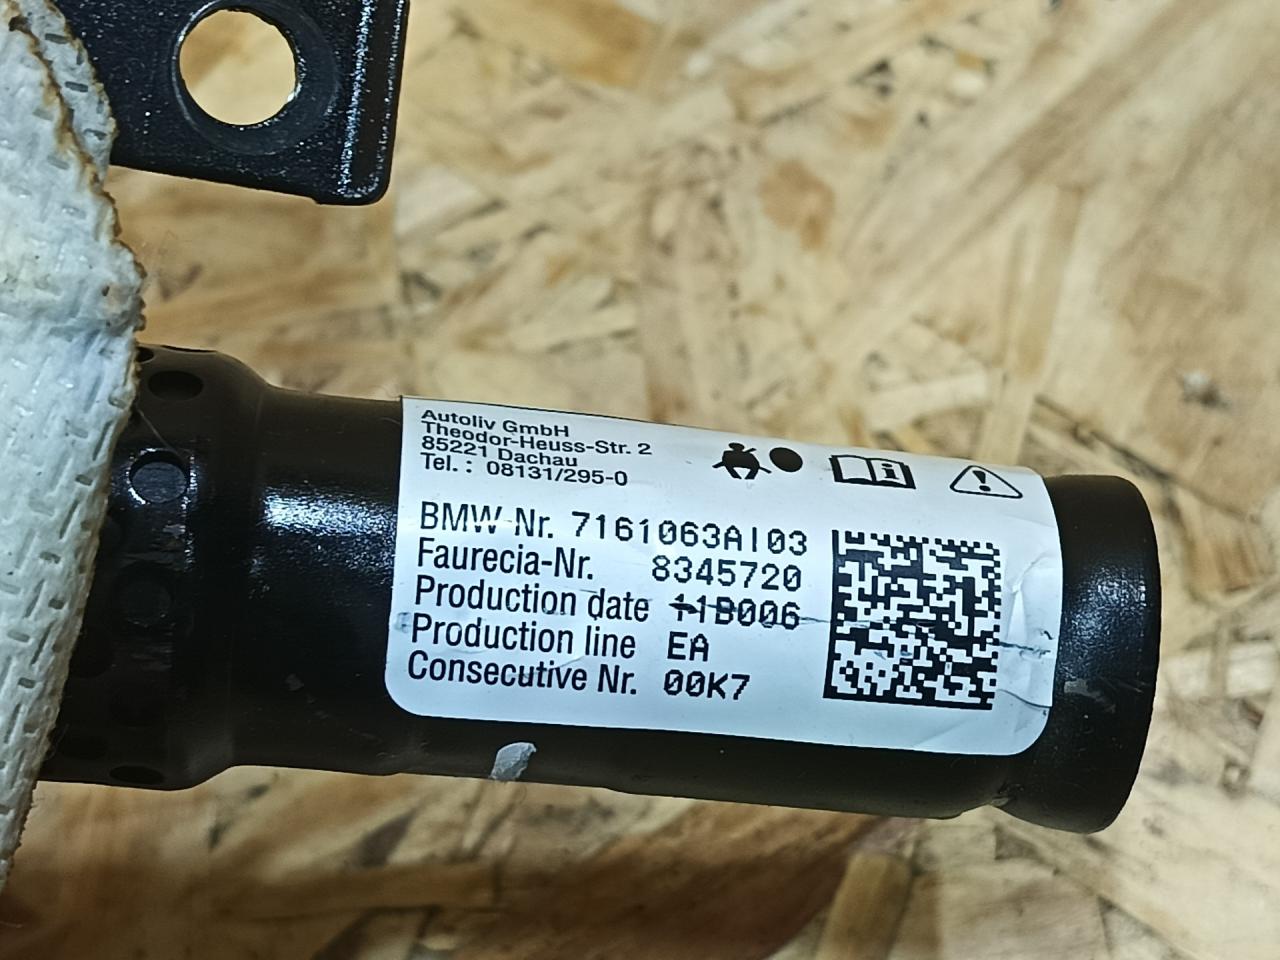 Autoliv GmbH
Theodor-Heuss-Str. 2
85221 Dachau
Tel. : 08131/295-0
BMW-Nr. 7161063AI03
Faurecia-Nr. 8345720
Production date 11B006
Production line EA
Consecutive Nr. 00K7